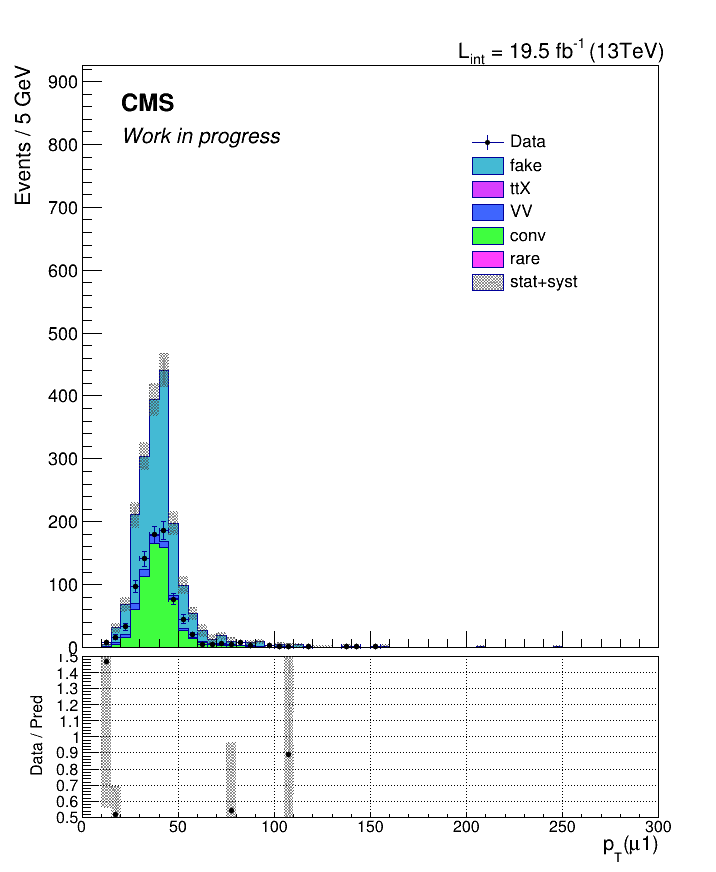 L_int = 19.5 fb^-1 (13TeV)
Events / 5 GeV
900
800
700
600
500
400
300
200
100
0
CMS
Work in progress
Data
fake
ttX
VV
conv
rare
stat+syst
Data / Pred
1.5
1.4
1.3
1.2
1.1
1
0.9
0.8
0.7
0.6
0.5
0 50 100 150 200 250 300
p_T(μ1)